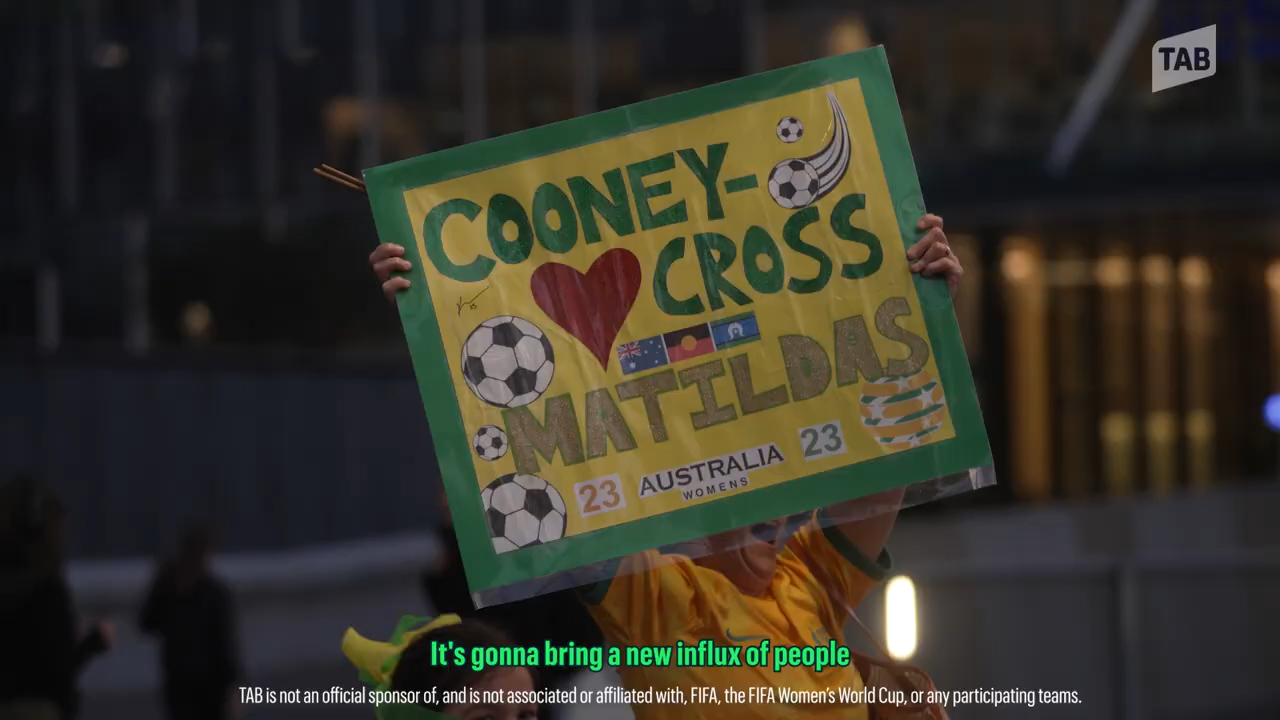 TAB
COONEY-
CROSS
MATILDAS
23 AUSTRALIA 23
WOMENS
It's gonna bring a new influx of people
TAB is not an official sponsor of, and is not associated or affiliated with, FIFA, the FIFA Women's World Cup, or any participating teams.